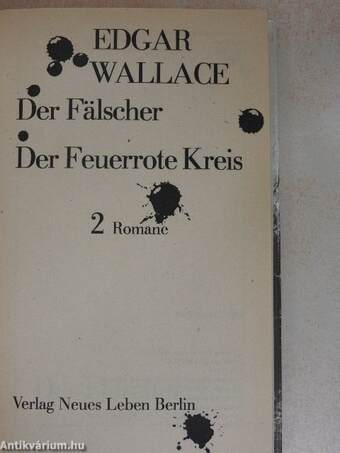 EDGAR
WALLACE
Der Fälscher
Der Feuerrote Kreis
2 Romane
Verlag Neues Leben Berlin
Antikvárium.hu